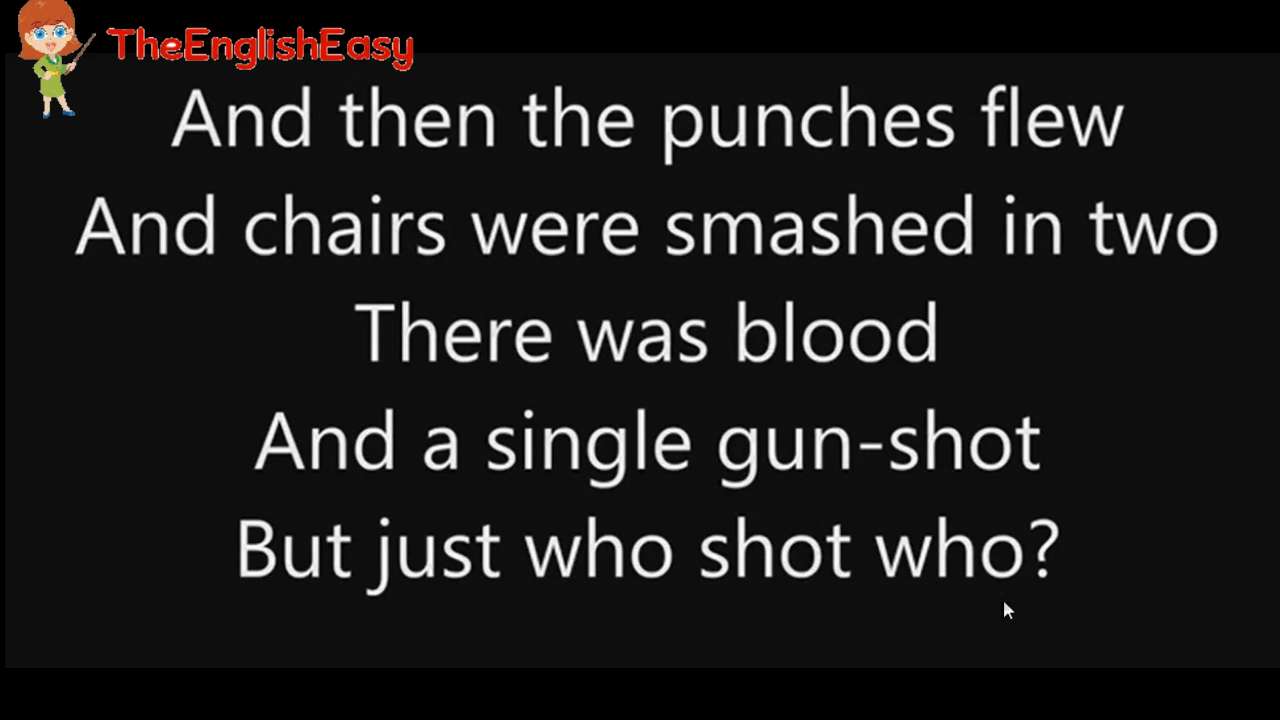 TheEnglishEasy
And then the punches flew
And chairs were smashed in two
There was blood
And a single gun-shot
But just who shot who?